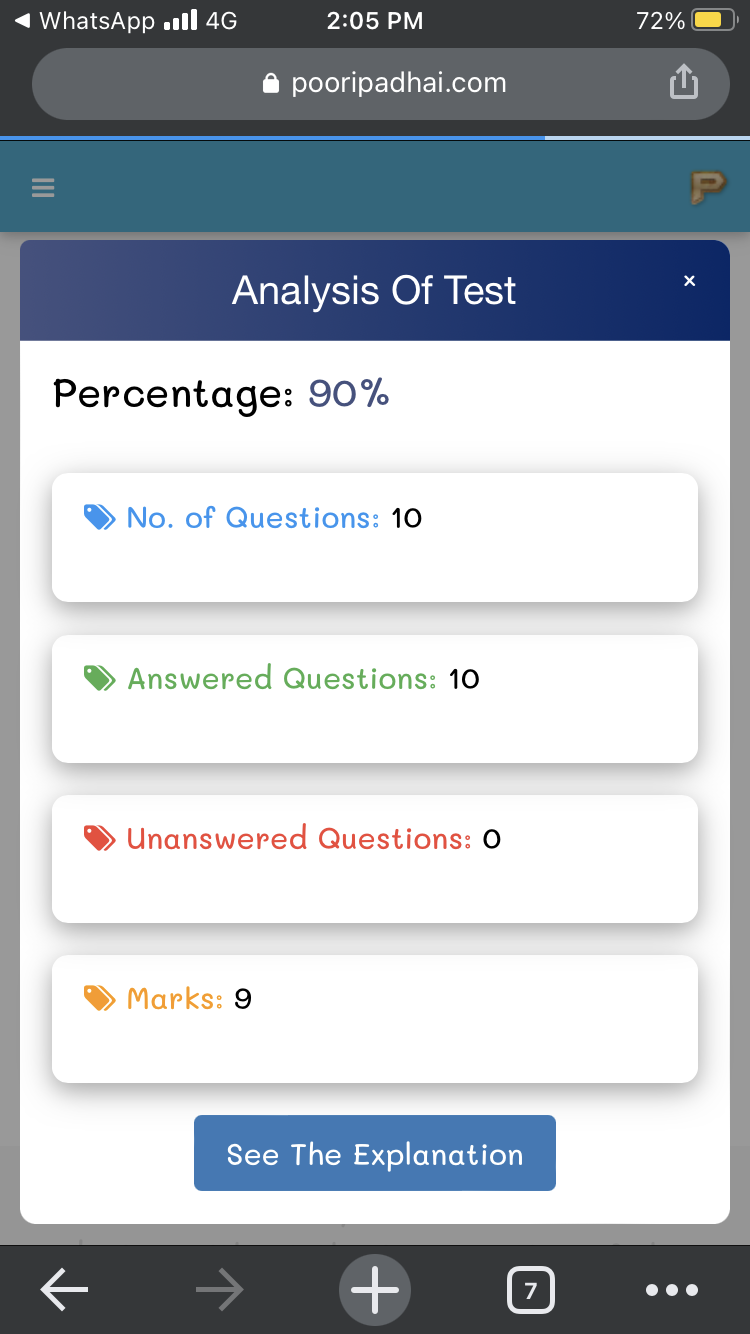 WhatsApp 4G 2:05 PM 72%
pooripadhai.com
P
Analysis Of Test ×
Percentage: 90%
No. of Questions: 10
Answered Questions: 10
Unanswered Questions: 0
Marks: 9
See The Explanation
7